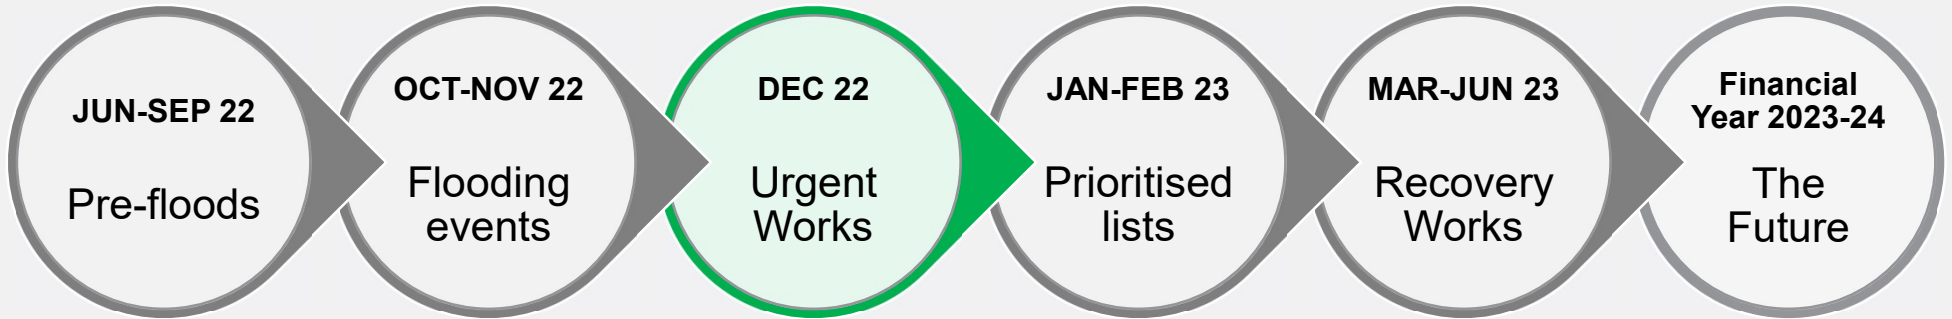 JUN-SEP 22
Pre-floods
OCT-NOV 22
Flooding
events
DEC 22
Urgent
Works
JAN-FEB 23
Prioritised
lists
MAR-JUN 23
Recovery
Works
Financial
Year 2023-24
The
Future